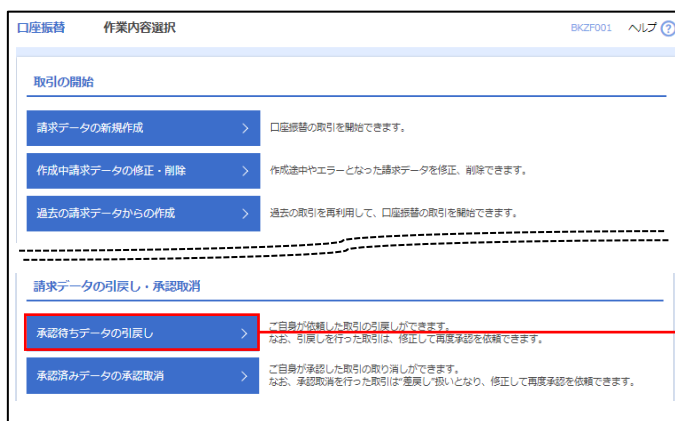 口座振替 作業内容選択 BKZF001 ヘルプ ?
取引の開始
請求データの新規作成 口座振替の取引を開始できます。
作成中請求データの修正・削除 作成途中やエラーとなった請求データを修正、削除できます。
過去の請求データからの作成 過去の取引を再利用して、口座振替の取引を開始できます。
請求データの引戻し・承認取消
承認待ちデータの引戻し ご自身が依頼した取引の引戻しができます。
なお、引戻しを行った取引は、修正して再度承認を依頼できます。
承認済みデータの承認取消 ご自身が承認した取引の取り消しができます。
なお、承認取消を行った取引は“差戻し”扱いとなり、修正して再度承認を依頼できます。